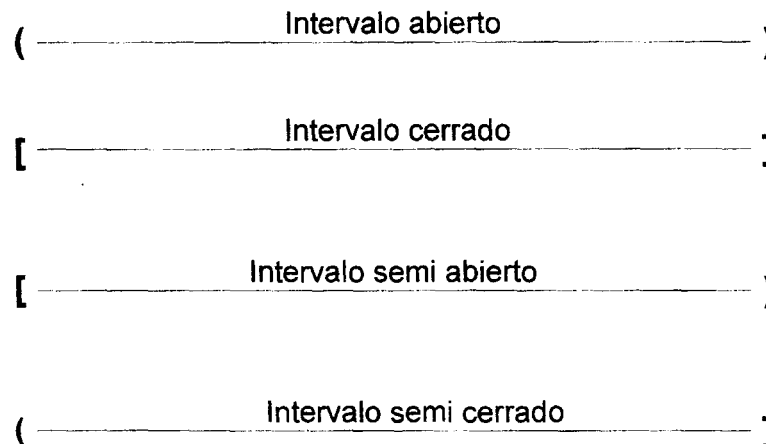 Intervalo abierto
( )
Intervalo cerrado
[ ]
Intervalo semi abierto
[ )
Intervalo semi cerrado
( ]